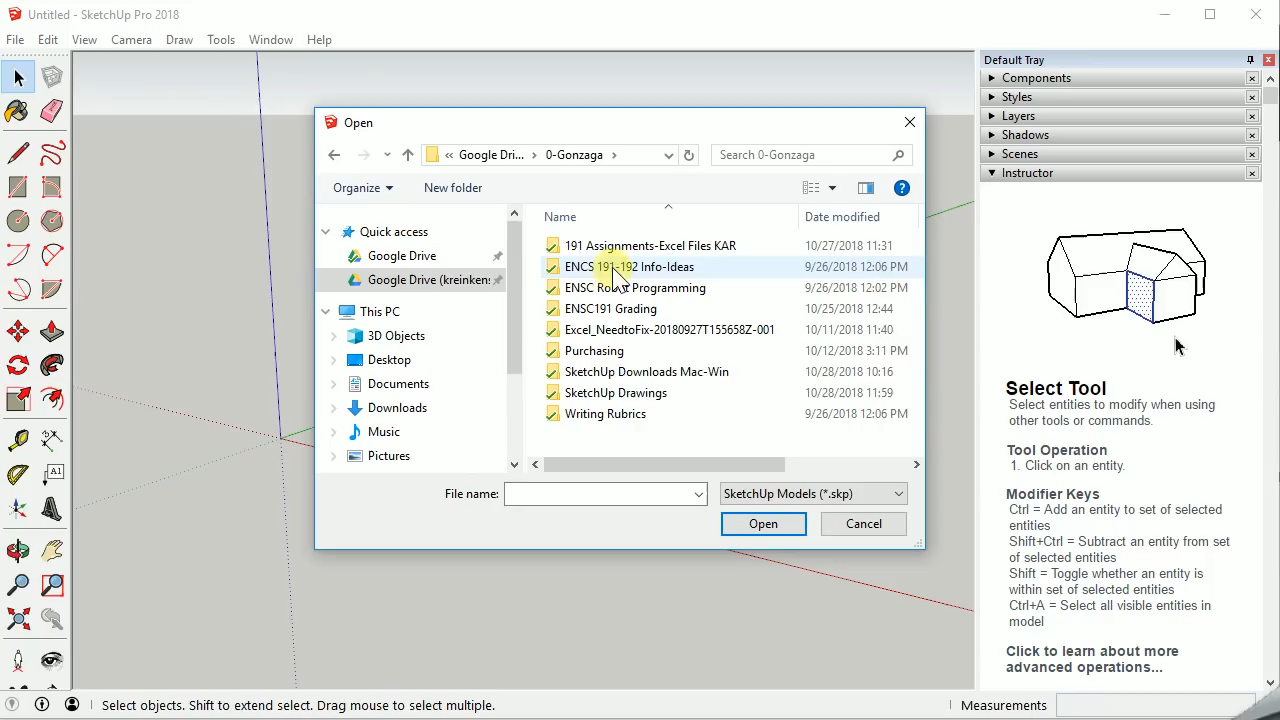 Untitled - SketchUp Pro 2018
File Edit View Camera Draw Tools Window Help
Default Tray
Components
Styles
Layers
Shadows
Scenes
Instructor
Open
« Google Dri... › 0-Gonzaga ›
Search 0-Gonzaga
Organize
New folder
Name
Date modified
Quick access
Google Drive
Google Drive (kreinken:
This PC
3D Objects
Desktop
Documents
Downloads
Music
Pictures
191 Assignments-Excel Files KAR 10/27/2018 11:31
ENCS 191-192 Info-Ideas 9/26/2018 12:06 PM
ENSC Programming 9/26/2018 12:02 PM
ENSC191 Grading 10/25/2018 12:44
Excel_NeedtoFix-20180927T155658Z-001 10/11/2018 11:40
Purchasing 10/12/2018 3:11 PM
SketchUp Downloads Mac-Win 10/28/2018 10:16
SketchUp Drawings 10/28/2018 11:59
Writing Rubrics 9/26/2018 12:06 PM
File name:
SketchUp Models (*.skp)
Open
Cancel
A1
Select Tool
Select entities to modify when using
other tools or commands.
Tool Operation
1. Click on an entity.
Modifier Keys
Ctrl = Add an entity to set of selected
entities
Shift+Ctrl = Subtract an entity from set
of selected entities
Shift = Toggle whether an entity is
within set of selected entities
Ctrl+A = Select all visible entities in
model
Click to learn about more
advanced operations...
Select objects. Shift to extend select. Drag mouse to select multiple.
Measurements